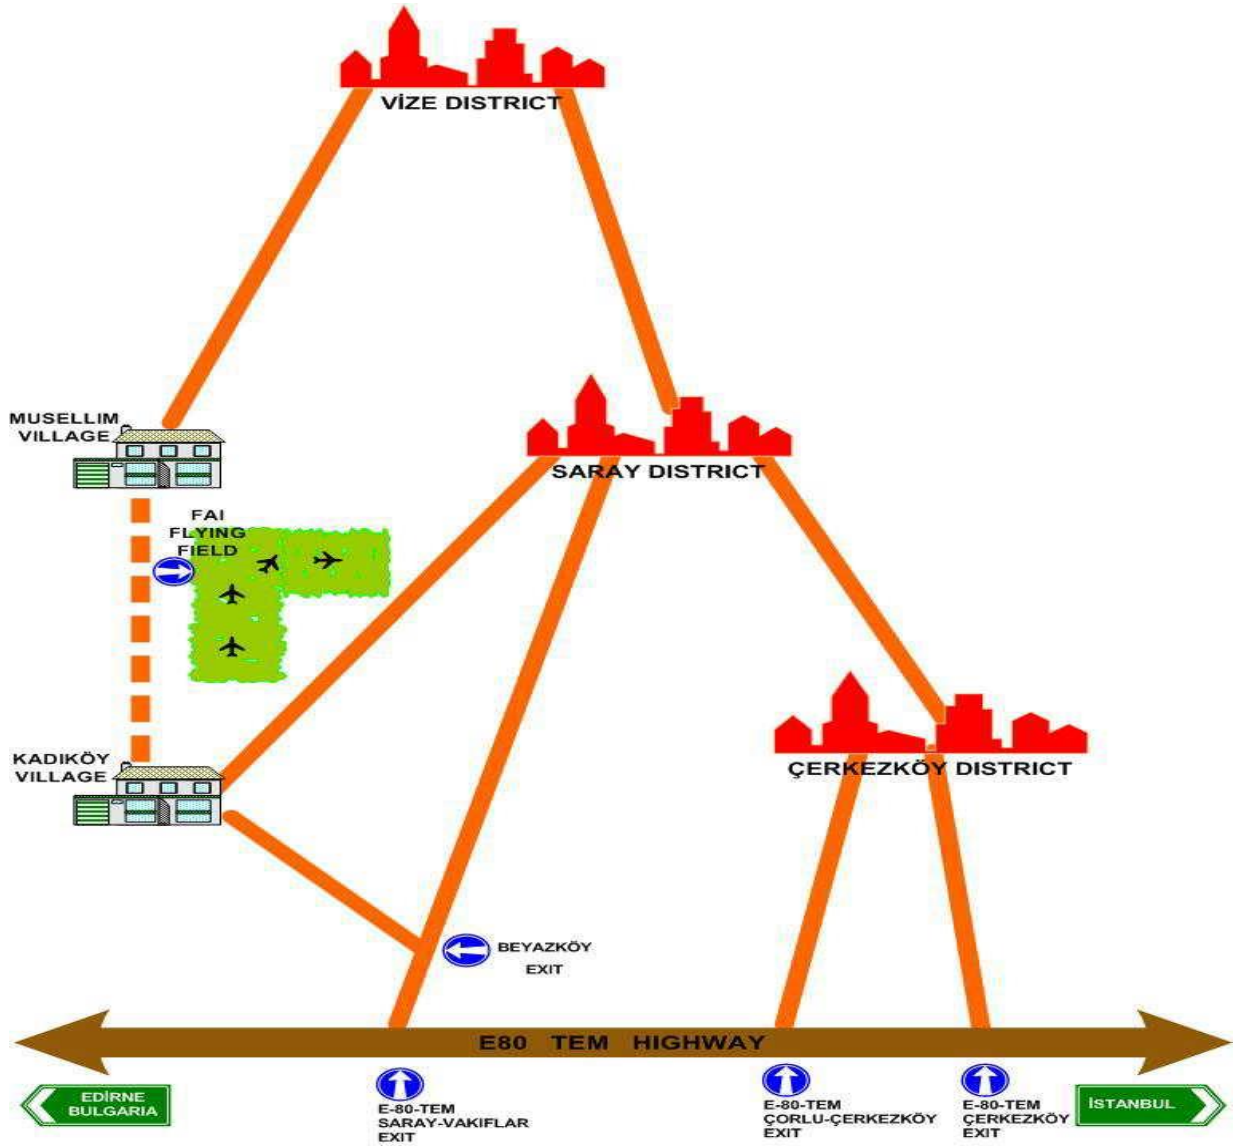 VİZE DISTRICT
MUSELLIM
VILLAGE
SARAY DISTRICT
FAI
FLYING
FIELD
KADIKÖY
VILLAGE
ÇERKEZKÖY DISTRICT
BEYAZKÖY
EXIT
E80 TEM HIGHWAY
EDİRNE
BULGARIA
E-80-TEM
SARAY-VAKIFLAR
EXIT
E-80-TEM
ÇORLU-ÇERKEZKÖY
EXIT
E-80-TEM
ÇERKEZKÖY
EXIT
İSTANBUL